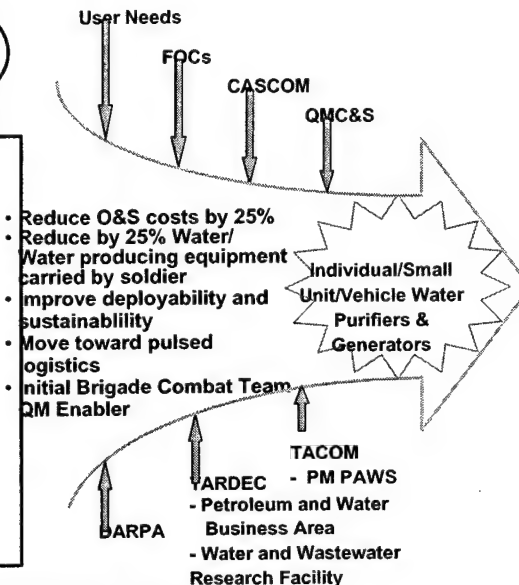 User Needs
FOCs
CASCOM
QMC&S
• Reduce O&S costs by 25%
• Reduce by 25% Water/
Water producing equipment
carried by soldier
• Improve deployability and
sustainablility
• Move toward pulsed
logistics
• Initial Brigade Combat Team
QM Enabler
Individual/Small
Unit/Vehicle Water
Purifiers &
Generators
TACOM
- PM PAWS
TARDEC
- Petroleum and Water
Business Area
- Water and Wastewater
Research Facility
DARPA